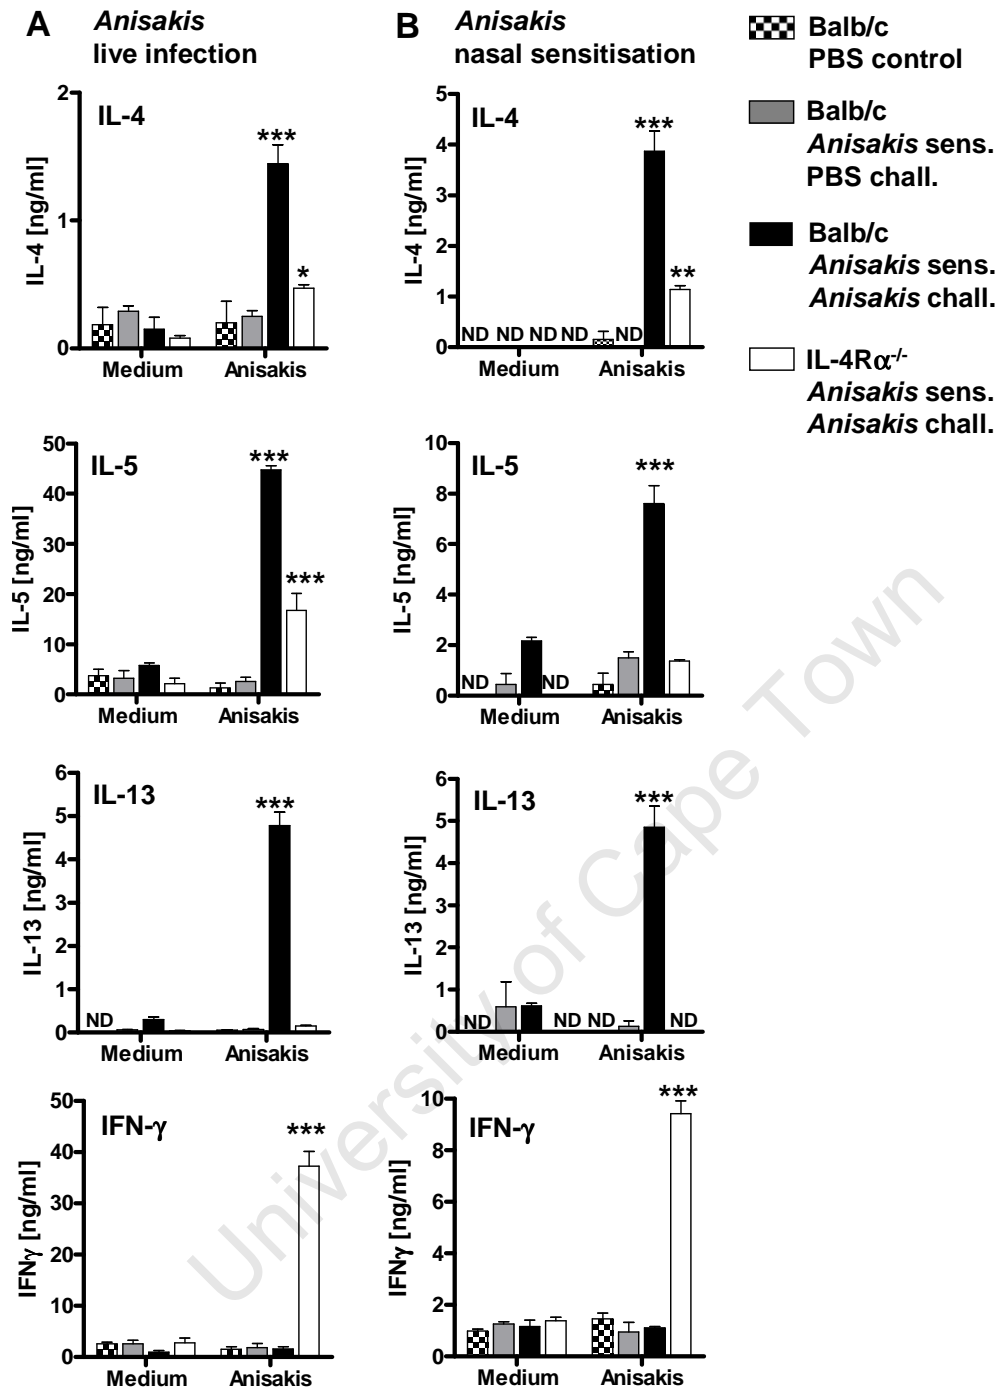 A
Anisakis
live infection
B
Anisakis
nasal sensitisation
Balb/c
PBS control
Balb/c
Anisakis sens.
PBS chall.
Balb/c
Anisakis sens.
Anisakis chall.
IL-4Rα-/-
Anisakis sens.
Anisakis chall.
IL-4
IL-4 [ng/ml]
2
1
0
***
*
Medium
Anisakis
IL-4
IL-4 [ng/ml]
5
4
3
2
1
0
ND ND ND ND ND
***
**
Medium
Anisakis
IL-5
IL-5 [ng/ml]
50
40
30
20
10
0
***
***
Medium
Anisakis
IL-5
IL-5 [ng/ml]
10
8
6
4
2
0
ND ND
***
Medium
Anisakis
IL-13
IL-13 [ng/ml]
6
5
4
3
2
1
0
ND
***
Medium
Anisakis
IL-13
IL-13 [ng/ml]
6
5
4
3
2
1
0
ND ND ND ND
***
Medium
Anisakis
IFN-γ
IFNγ [ng/ml]
50
40
30
20
10
0
***
Medium
Anisakis
IFN-γ
IFNγ [ng/ml]
10
8
6
4
2
0
***
Medium
Anisakis
University of Cape Town